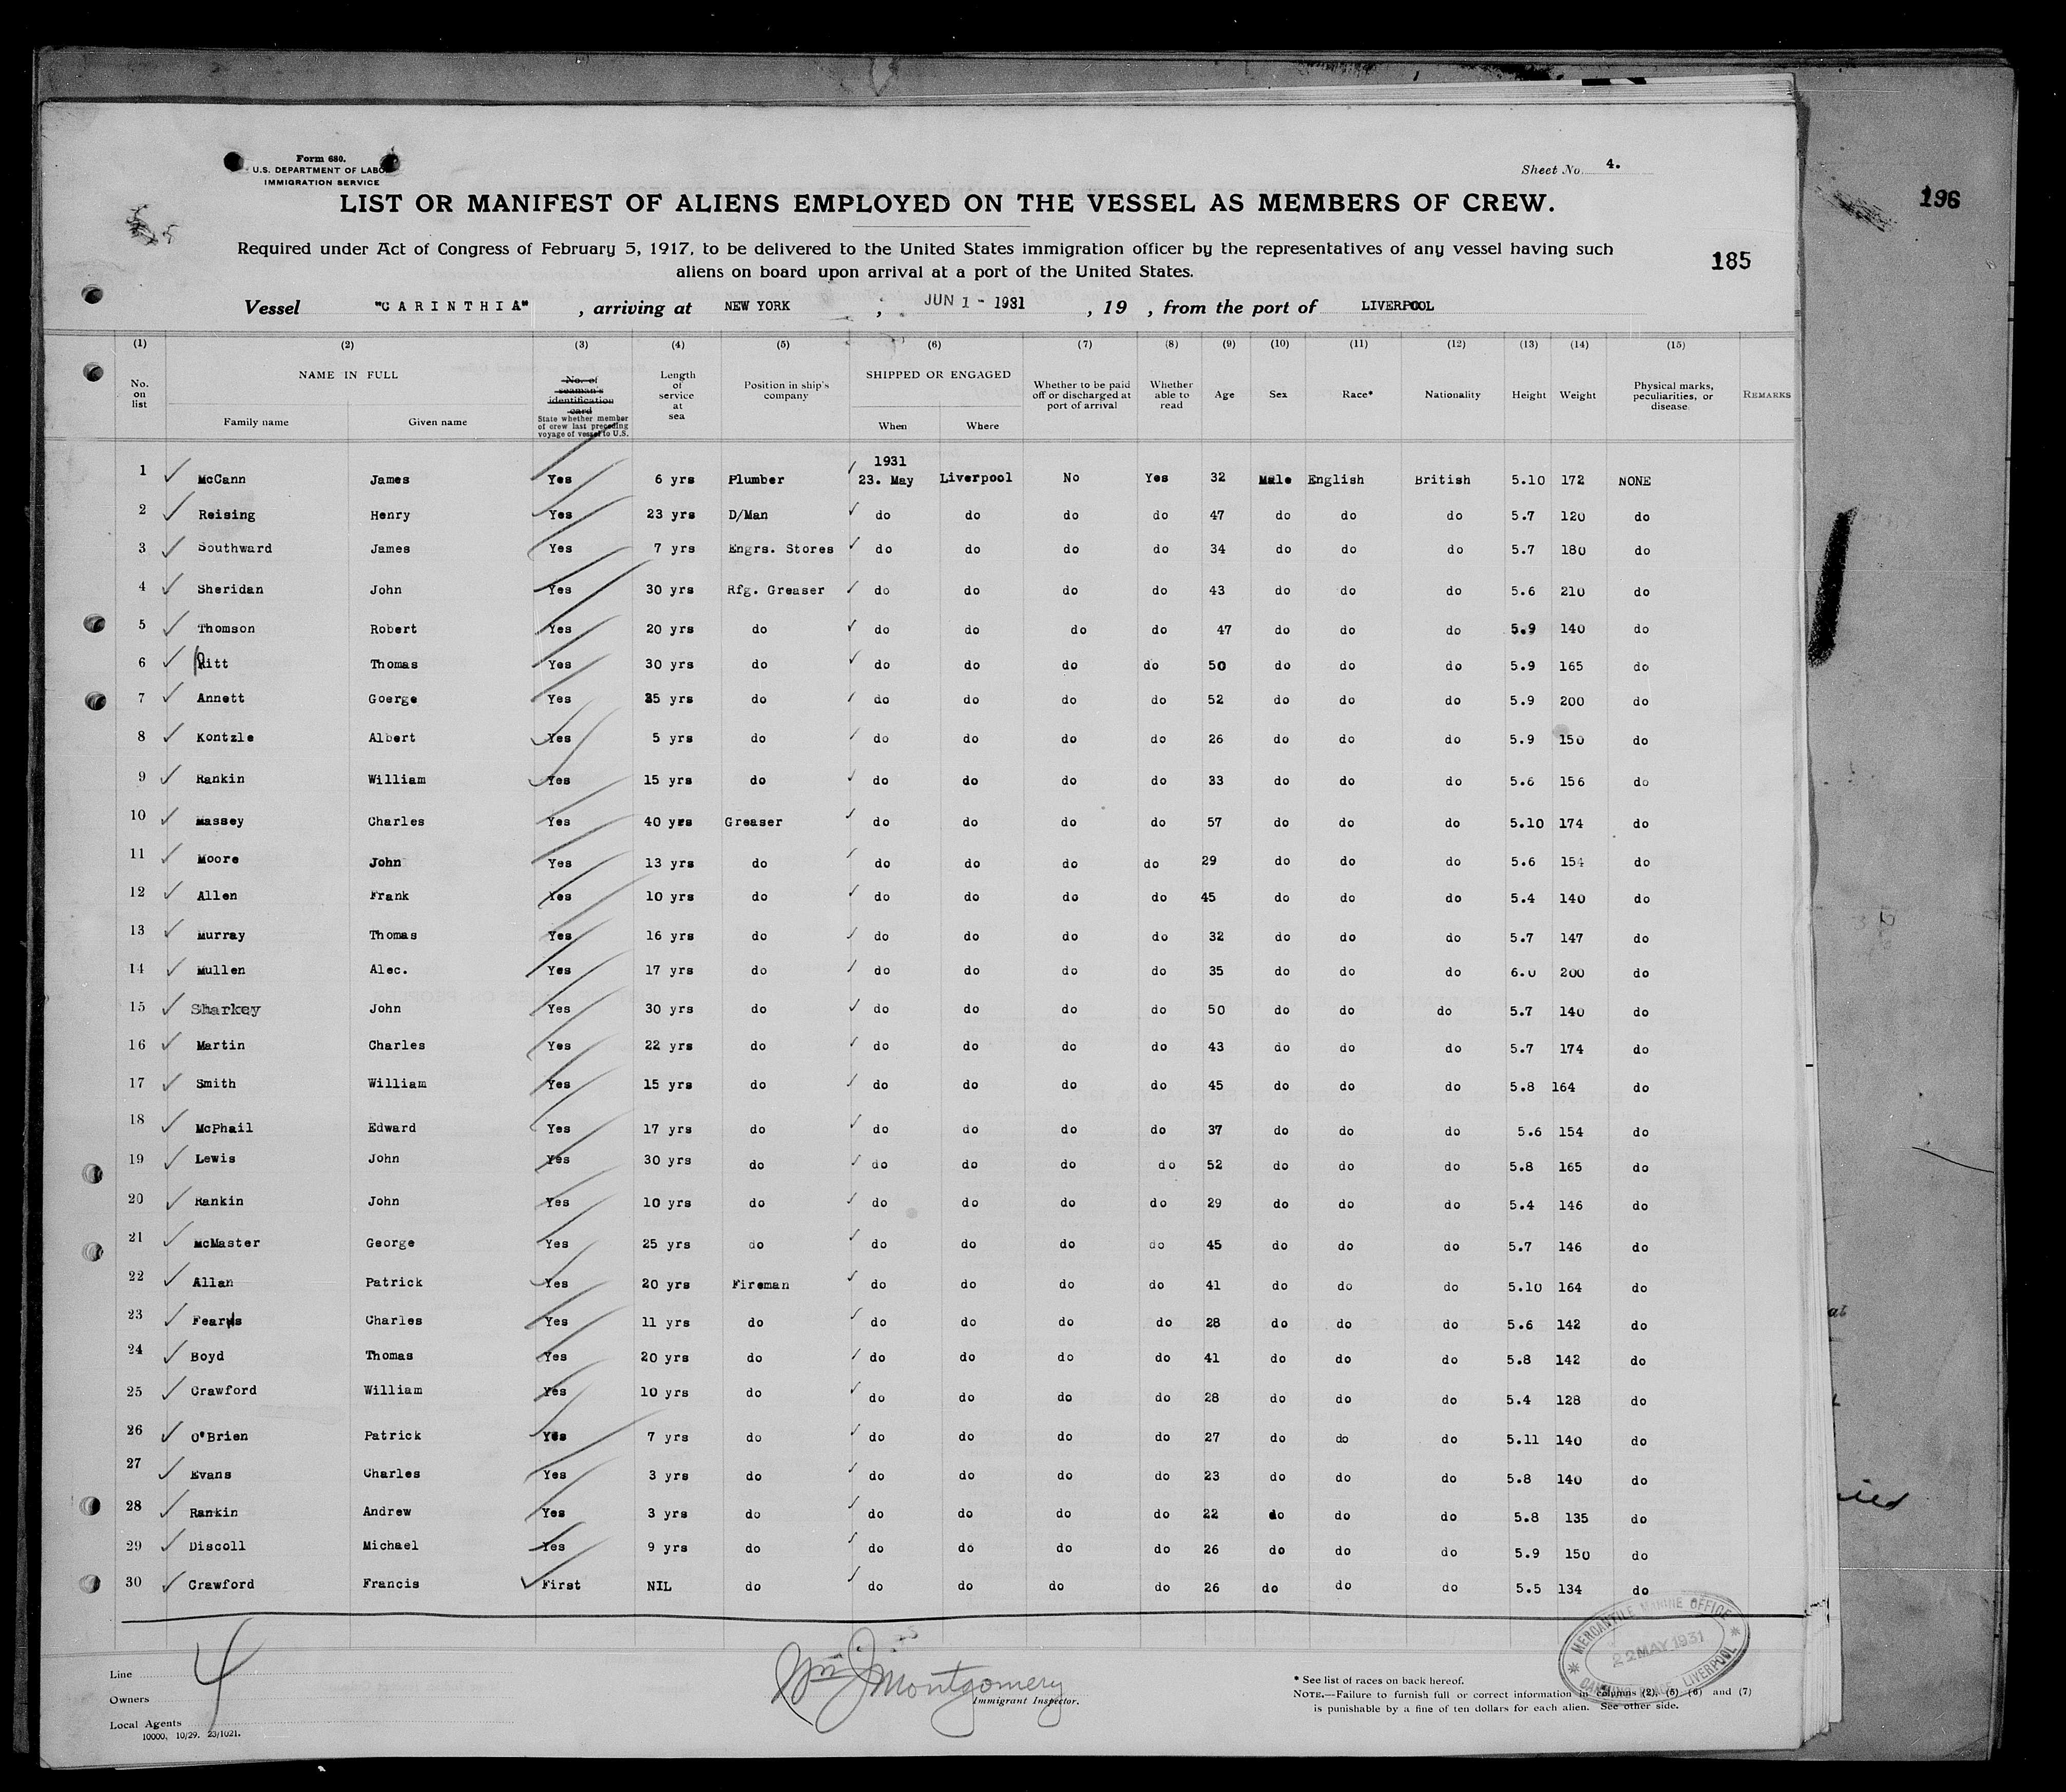 Form 680.
U.S. DEPARTMENT OF LABO
IMMIGRATION SERVICE
Sheet No. 4.
LIST OR MANIFEST OF ALIENS EMPLOYED ON THE VESSEL AS MEMBERS OF CREW.
196
Required under Act of Congress of February 5, 1917, to be delivered to the United States immigration officer by the representatives of any vessel having such
aliens on board upon arrival at a port of the United States.
185
Vessel "CARINTHIA", arriving at NEW YORK, JUN 1 - 1931, 19 , from the port of LIVERPOOL
(1) (2) (3) (4) (5) (6) (7) (8) (9) (10) (11) (12) (13) (14) (15)
No. on list NAME IN FULL Family name Given name No. of seaman's identification card State whether member of crew last preceding voyage of vessel to U.S. Length of service at sea Position in ship's company SHIPPED OR ENGAGED When Where Whether to be paid off or discharged at port of arrival Whether able to read Age Sex Race* Nationality Height Weight Physical marks, peculiarities, or disease REMARKS
1931
1 McCann James Yes 6 yrs Plumber 23. May Liverpool No Yes 32 Male English British 5.10 172 NONE
2 Reising Henry Yes 23 yrs D/Man do do do do 47 do do do 5.7 120 do
3 Southward James Yes 7 yrs Engrs. Stores do do do do 34 do do do 5.7 180 do
4 Sheridan John Yes 30 yrs Rfg. Greaser do do do do 43 do do do 5.6 210 do
5 Thomson Robert Yes 20 yrs do do do do do 47 do do do 5.9 140 do
6 Pitt Thomas Yes 30 yrs do do do do do 50 do do do 5.9 165 do
7 Annett Goerge Yes 35 yrs do do do do do 52 do do do 5.9 200 do
8 Kontzle Albert Yes 5 yrs do do do do do 26 do do do 5.9 150 do
9 Rankin William Yes 15 yrs do do do do do 33 do do do 5.6 156 do
10 Massey Charles Yes 40 yrs Greaser do do do do 57 do do do 5.10 174 do
11 Moore John Yes 13 yrs do do do do do 29 do do do 5.6 154 do
12 Allen Frank Yes 10 yrs do do do do do 45 do do do 5.4 140 do
13 Murray Thomas Yes 16 yrs do do do do do 32 do do do 5.7 147 do
14 Mullen Alec. Yes 17 yrs do do do do do 35 do do do 6.0 200 do
15 Sharkey John Yes 30 yrs do do do do do 50 do do do 5.7 140 do
16 Martin Charles Yes 22 yrs do do do do do 43 do do do 5.7 174 do
17 Smith William Yes 15 yrs do do do do do 45 do do do 5.8 164 do
18 McPhail Edward Yes 17 yrs do do do do do 37 do do do 5.6 154 do
19 Lewis John Yes 30 yrs do do do do do 52 do do do 5.8 165 do
20 Rankin John Yes 10 yrs do do do do do 29 do do do 5.4 146 do
21 McMaster George Yes 25 yrs do do do do do 45 do do do 5.7 146 do
22 Allan Patrick Yes 20 yrs Fireman do do do do 41 do do do 5.10 164 do
23 Charles Yes 11 yrs do do do do do 28 do do do 5.6 142 do
24 Boyd Thomas Yes 20 yrs do do do do do 41 do do do 5.8 142 do
25 Crawford William Yes 10 yrs do do do do do 28 do do do 5.4 128 do
26 O'Brien Patrick Yes 7 yrs do do do do do 27 do do do 5.11 140 do
27 Evans Charles Yes 3 yrs do do do do do 23 do do do 5.8 140 do
28 Rankin Andrew Yes 3 yrs do do do do do 22 do do do 5.8 135 do
29 Discoll Michael Yes 9 yrs do do do do do 26 do do do 5.9 150 do
30 Crawford Francis First NIL do do do do do 26 do do do 5.5 134 do
MERCANTILE MARINE OFFICE
22 MAY 1931
CANNING PLACE LIVERPOOL
4
Wm J Montgomery
Immigrant Inspector.
Line
Owners
Local Agents
10000, 10/29. 23/1021.
* See list of races on back hereof.
NOTE.—Failure to furnish full or correct information in columns (2), (5), (6) and (7)
is punishable by a fine of ten dollars for each alien. See other side.